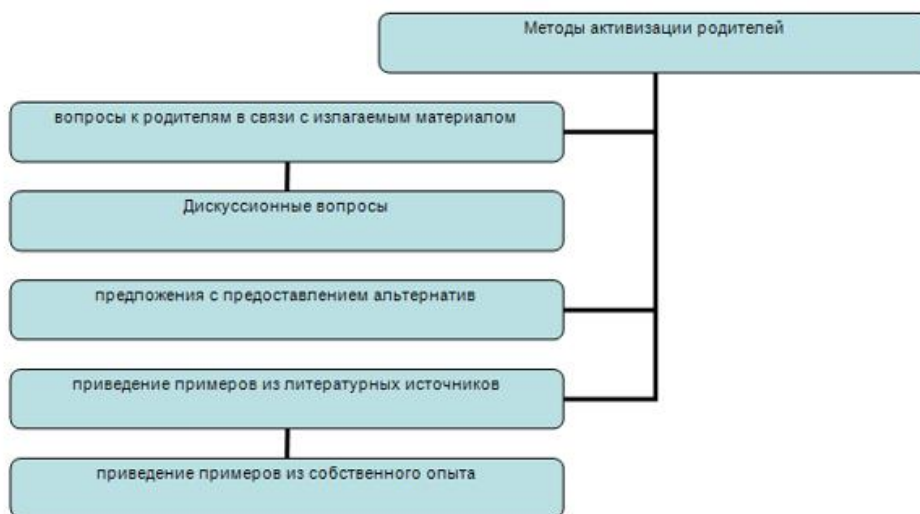 Методы активизации родителей
вопросы к родителям в связи с излагаемым материалом
Дискуссионные вопросы
предложения с предоставлением альтернатив
приведение примеров из литературных источников
приведение примеров из собственного опыта